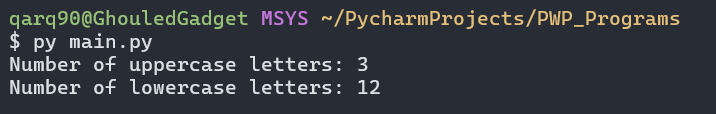 qarq90@GhouledGadget MSYS ~/PycharmProjects/PWP_Programs
$ py main.py
Number of uppercase letters: 3
Number of lowercase letters: 12